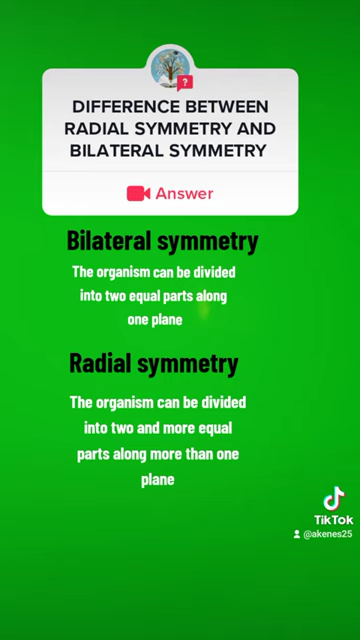 ?
DIFFERENCE BETWEEN
RADIAL SYMMETRY AND
BILATERAL SYMMETRY
Answer
Bilateral symmetry
The organism can be divided
into two equal parts along
one plane
Radial symmetry
The organism can be divided
into two and more equal
parts along more than one
plane
TikTok
@akenes25